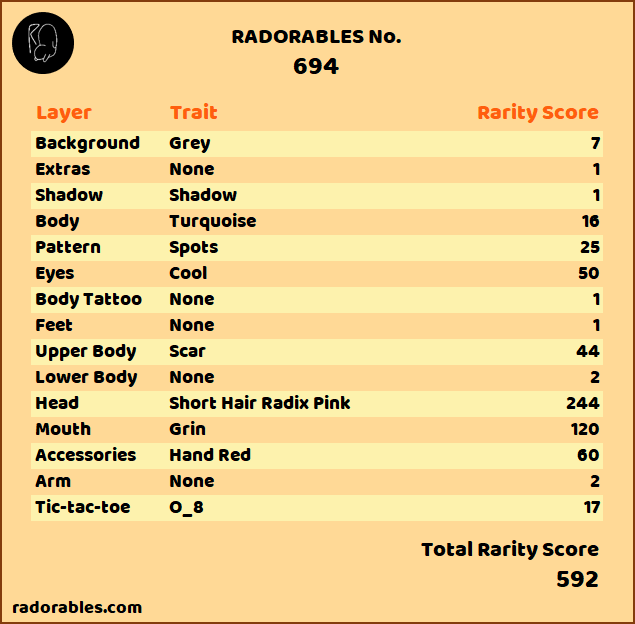 RADORABLES No.
694
Layer Trait Rarity Score
Background Grey 7
Extras None 1
Shadow Shadow 1
Body Turquoise 16
Pattern Spots 25
Eyes Cool 50
Body Tattoo None 1
Feet None 1
Upper Body Scar 44
Lower Body None 2
Head Short Hair Radix Pink 244
Mouth Grin 120
Accessories Hand Red 60
Arm None 2
Tic-tac-toe O_8 17
Total Rarity Score
592
radorables.com